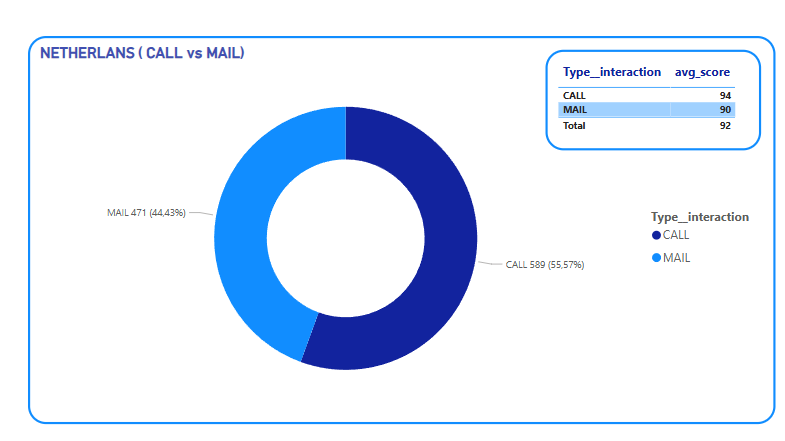 NETHERLANS ( CALL vs MAIL)
Type__interaction avg_score
CALL 94
MAIL 90
Total 92
MAIL 471 (44,43%)
CALL 589 (55,57%)
Type__interaction
CALL
MAIL